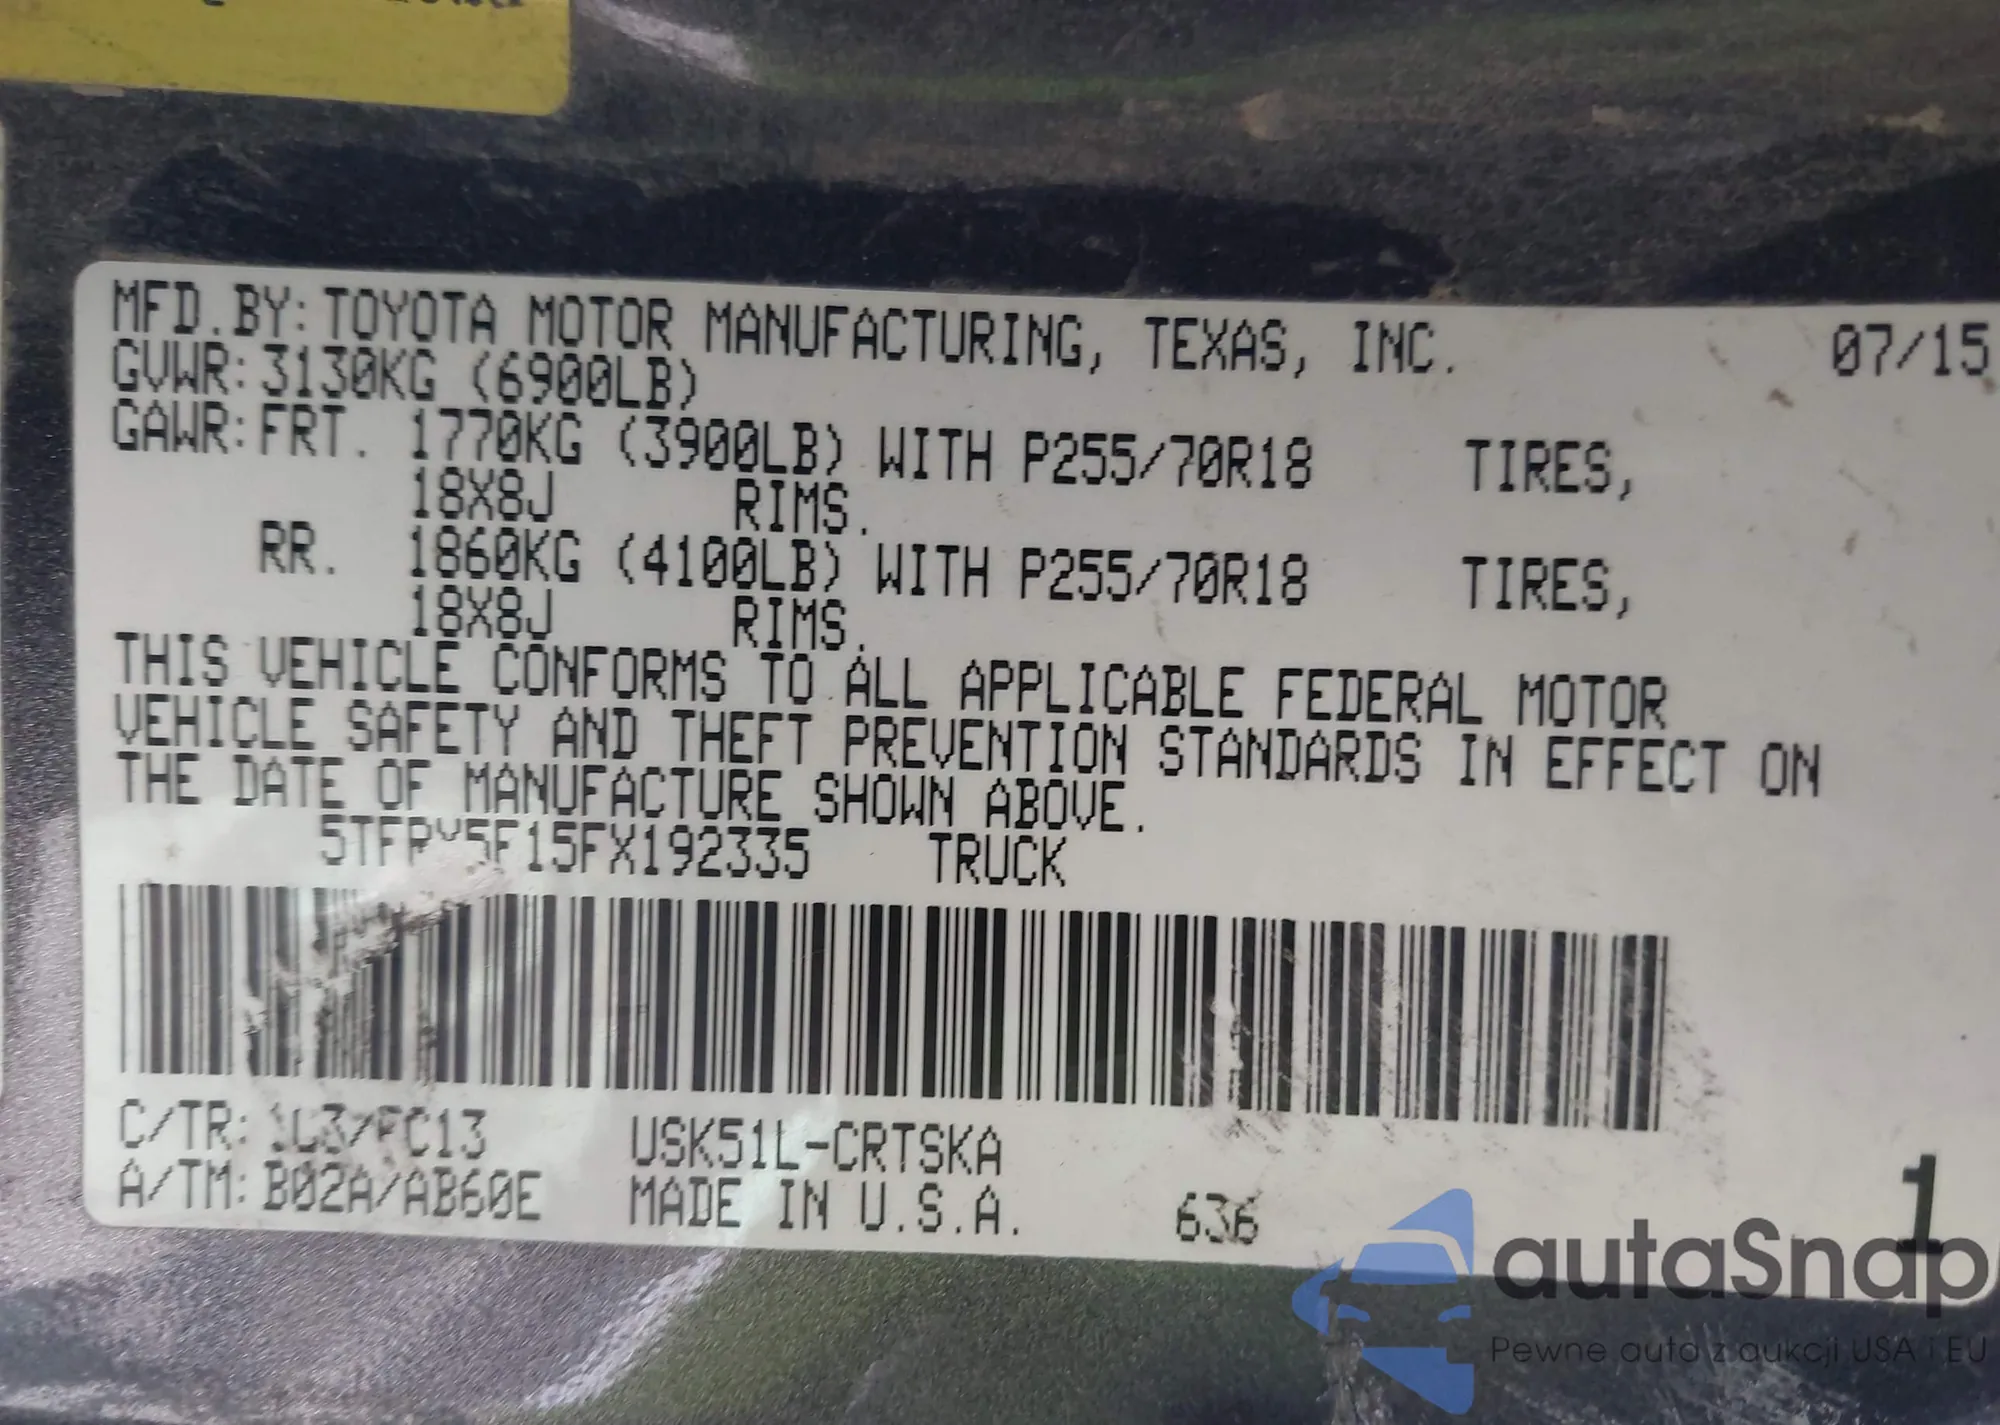 MFD.BY:TOYOTA MOTOR MANUFACTURING, TEXAS, INC. 07/15
GVWR:3130KG (6900LB)
GAWR:FRT. 1770KG (3900LB) WITH P255/70R18 TIRES,
18X8J RIMS.
RR. 1860KG (4100LB) WITH P255/70R18 TIRES,
18X8J RIMS.
THIS VEHICLE CONFORMS TO ALL APPLICABLE FEDERAL MOTOR
VEHICLE SAFETY AND THEFT PREVENTION STANDARDS IN EFFECT ON
THE DATE OF MANUFACTURE SHOWN ABOVE.
TRUCK
C/TR: USK51L-CRTSKA
A/TM:B02A/AB60E MADE IN U.S.A. 636
1
autaSnap
Pewne auta z aukcji USA i EU